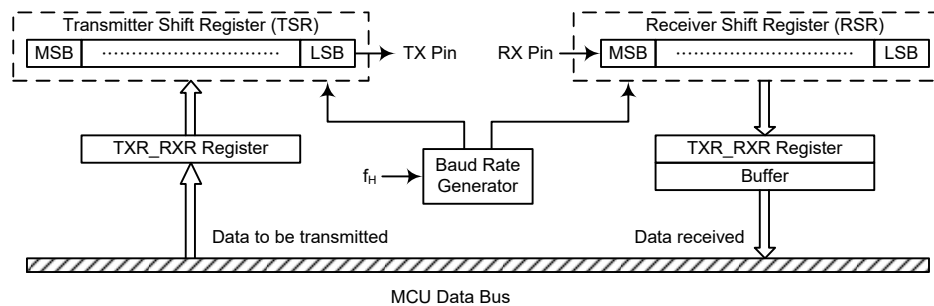 Transmitter Shift Register (TSR)
MSB ........................................ LSB
TX Pin
RX Pin
Receiver Shift Register (RSR)
MSB ........................................ LSB
TXR_RXR Register
fH
Baud Rate
Generator
TXR_RXR Register
Buffer
Data to be transmitted
Data received
MCU Data Bus